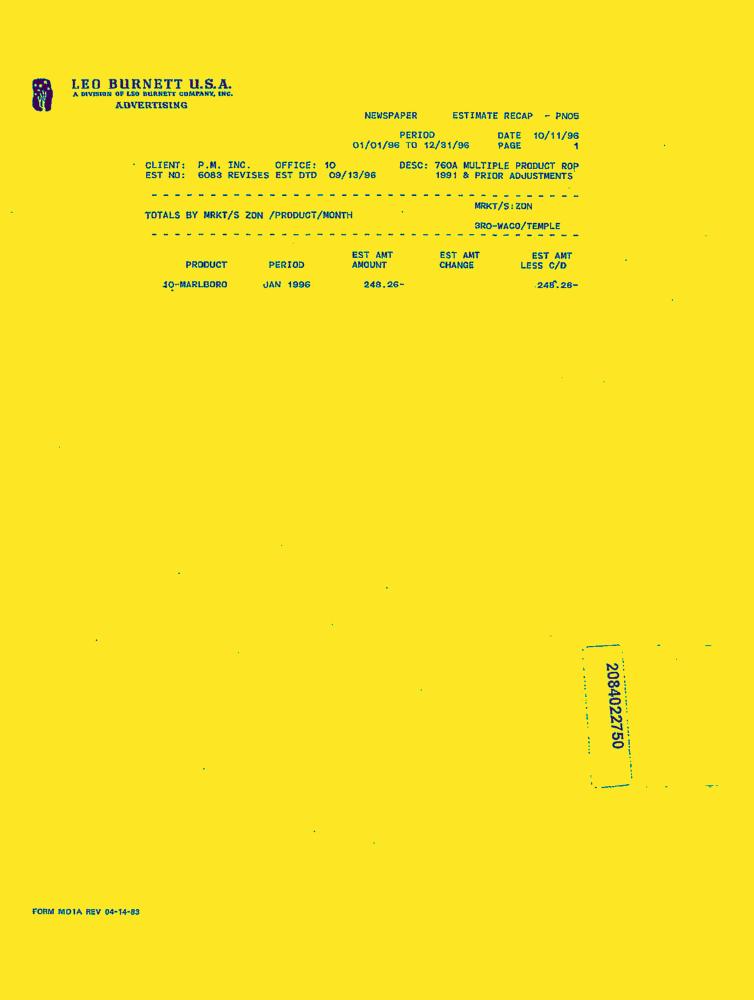 LEO BURNETT U.S.A.
A DIVISION OF LEO BURNETT COMPANY, INC.
ADVERTISING
NEWSPAPER ESTIMATE RECAP - PNO5
PERIOD DATE 10/11/96
01/01/96 TO 12/31/96 PAGE 1
CLIENT: P.M. INC. OFFICE: 10 DESC: 760A MULTIPLE PRODUCT ROP
EST NO: 6083 REVISES EST DTD 09/13/96 1991 & PRIOR ADJUSTMENTS
MRKT/S:ZON
TOTALS BY MRKT/S ZON /PRODUCT/MONTH
3RO-WACO/TEMPLE
EST AMT EST AMT EST AMT
PRODUCT PERIOD AMOUNT CHANGE LESS C/D
10-MARLBORO JAN 1996 248.26- 248.26-
2084022750
FORM MO1A REV 04-14-83